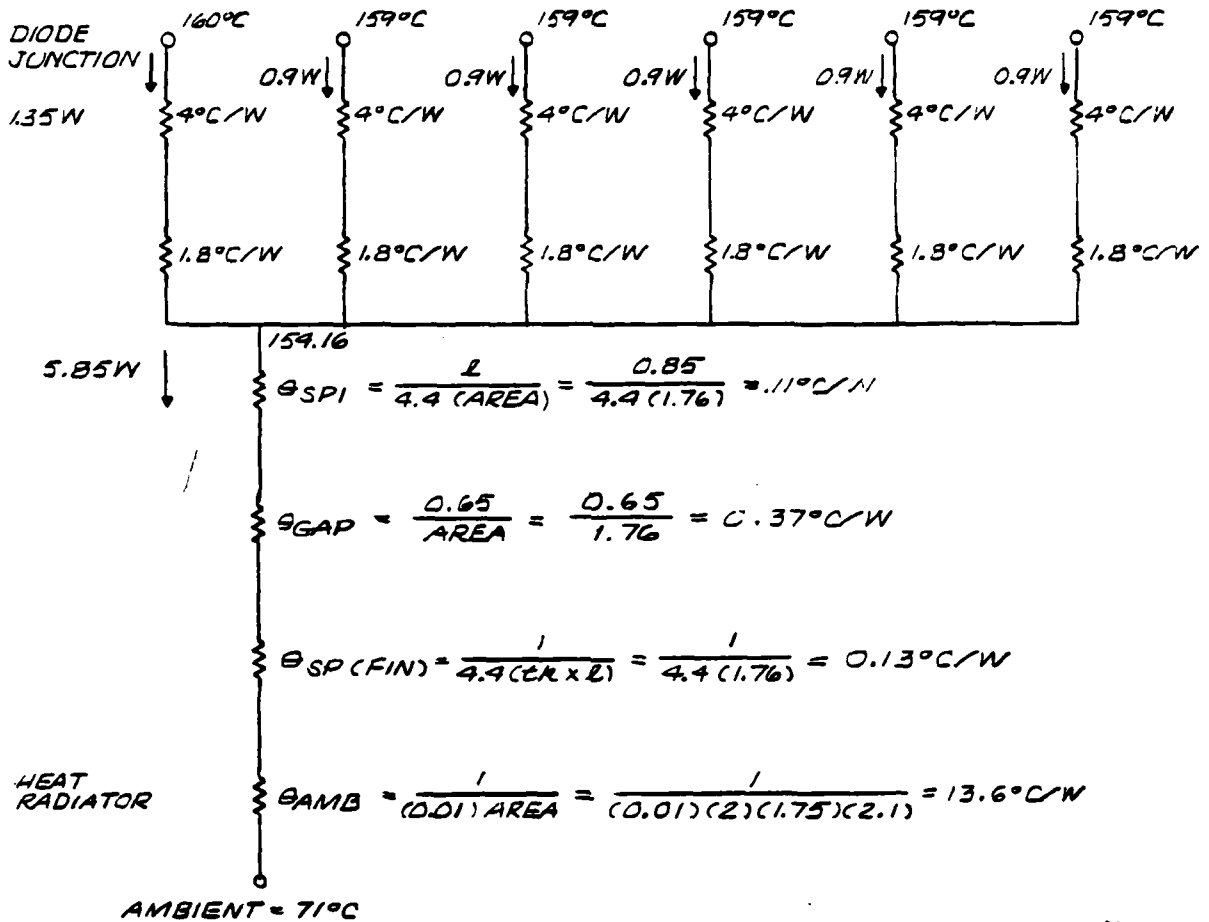 160°C 159°C 159°C 159°C 159°C 159°C
DIODE
JUNCTION
0.9W 0.9W 0.9W 0.9W 0.9W
1.35W 4°C/W 4°C/W 4°C/W 4°C/W 4°C/W 4°C/W
1.8°C/W 1.8°C/W 1.8°C/W 1.8°C/W 1.8°C/W 1.8°C/W
154.16
5.85W
θSP1 = l / 4.4 (AREA) = 0.85 / 4.4 (1.76) = .11°C/W
θGAP = 0.65 / AREA = 0.65 / 1.76 = 0.37°C/W
θSP (FIN) = 1 / 4.4(tk x l) = 1 / 4.4 (1.76) = 0.13°C/W
HEAT
RADIATOR
θAMB = 1 / (0.01) AREA = 1 / (0.01)(2)(1.75)(2.1) = 13.6°C/W
AMBIENT = 71°C